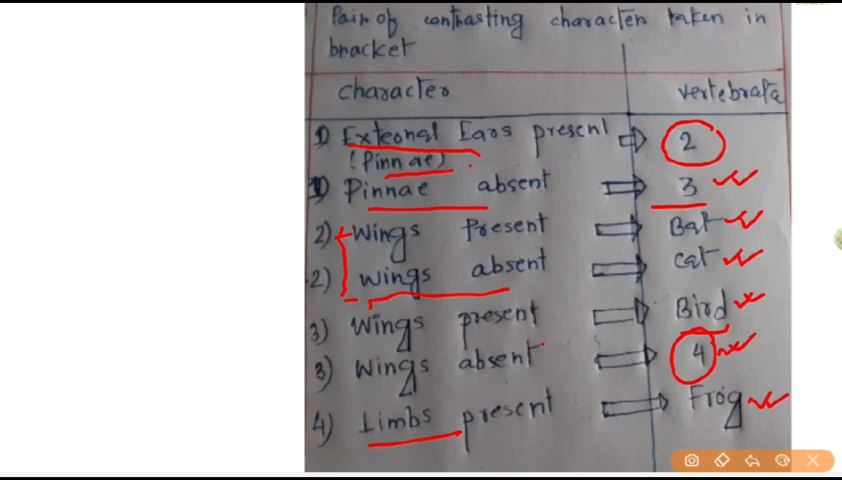 Pair of contrasting character taken in
bracket
character vertebrata
1) External Ears present 2
(Pinnae)
1) Pinnae absent 3
2) Wings Present Bat
2) wings absent cat
3) Wings present Bird
3) Wings absent 4
4) Limbs present Frog